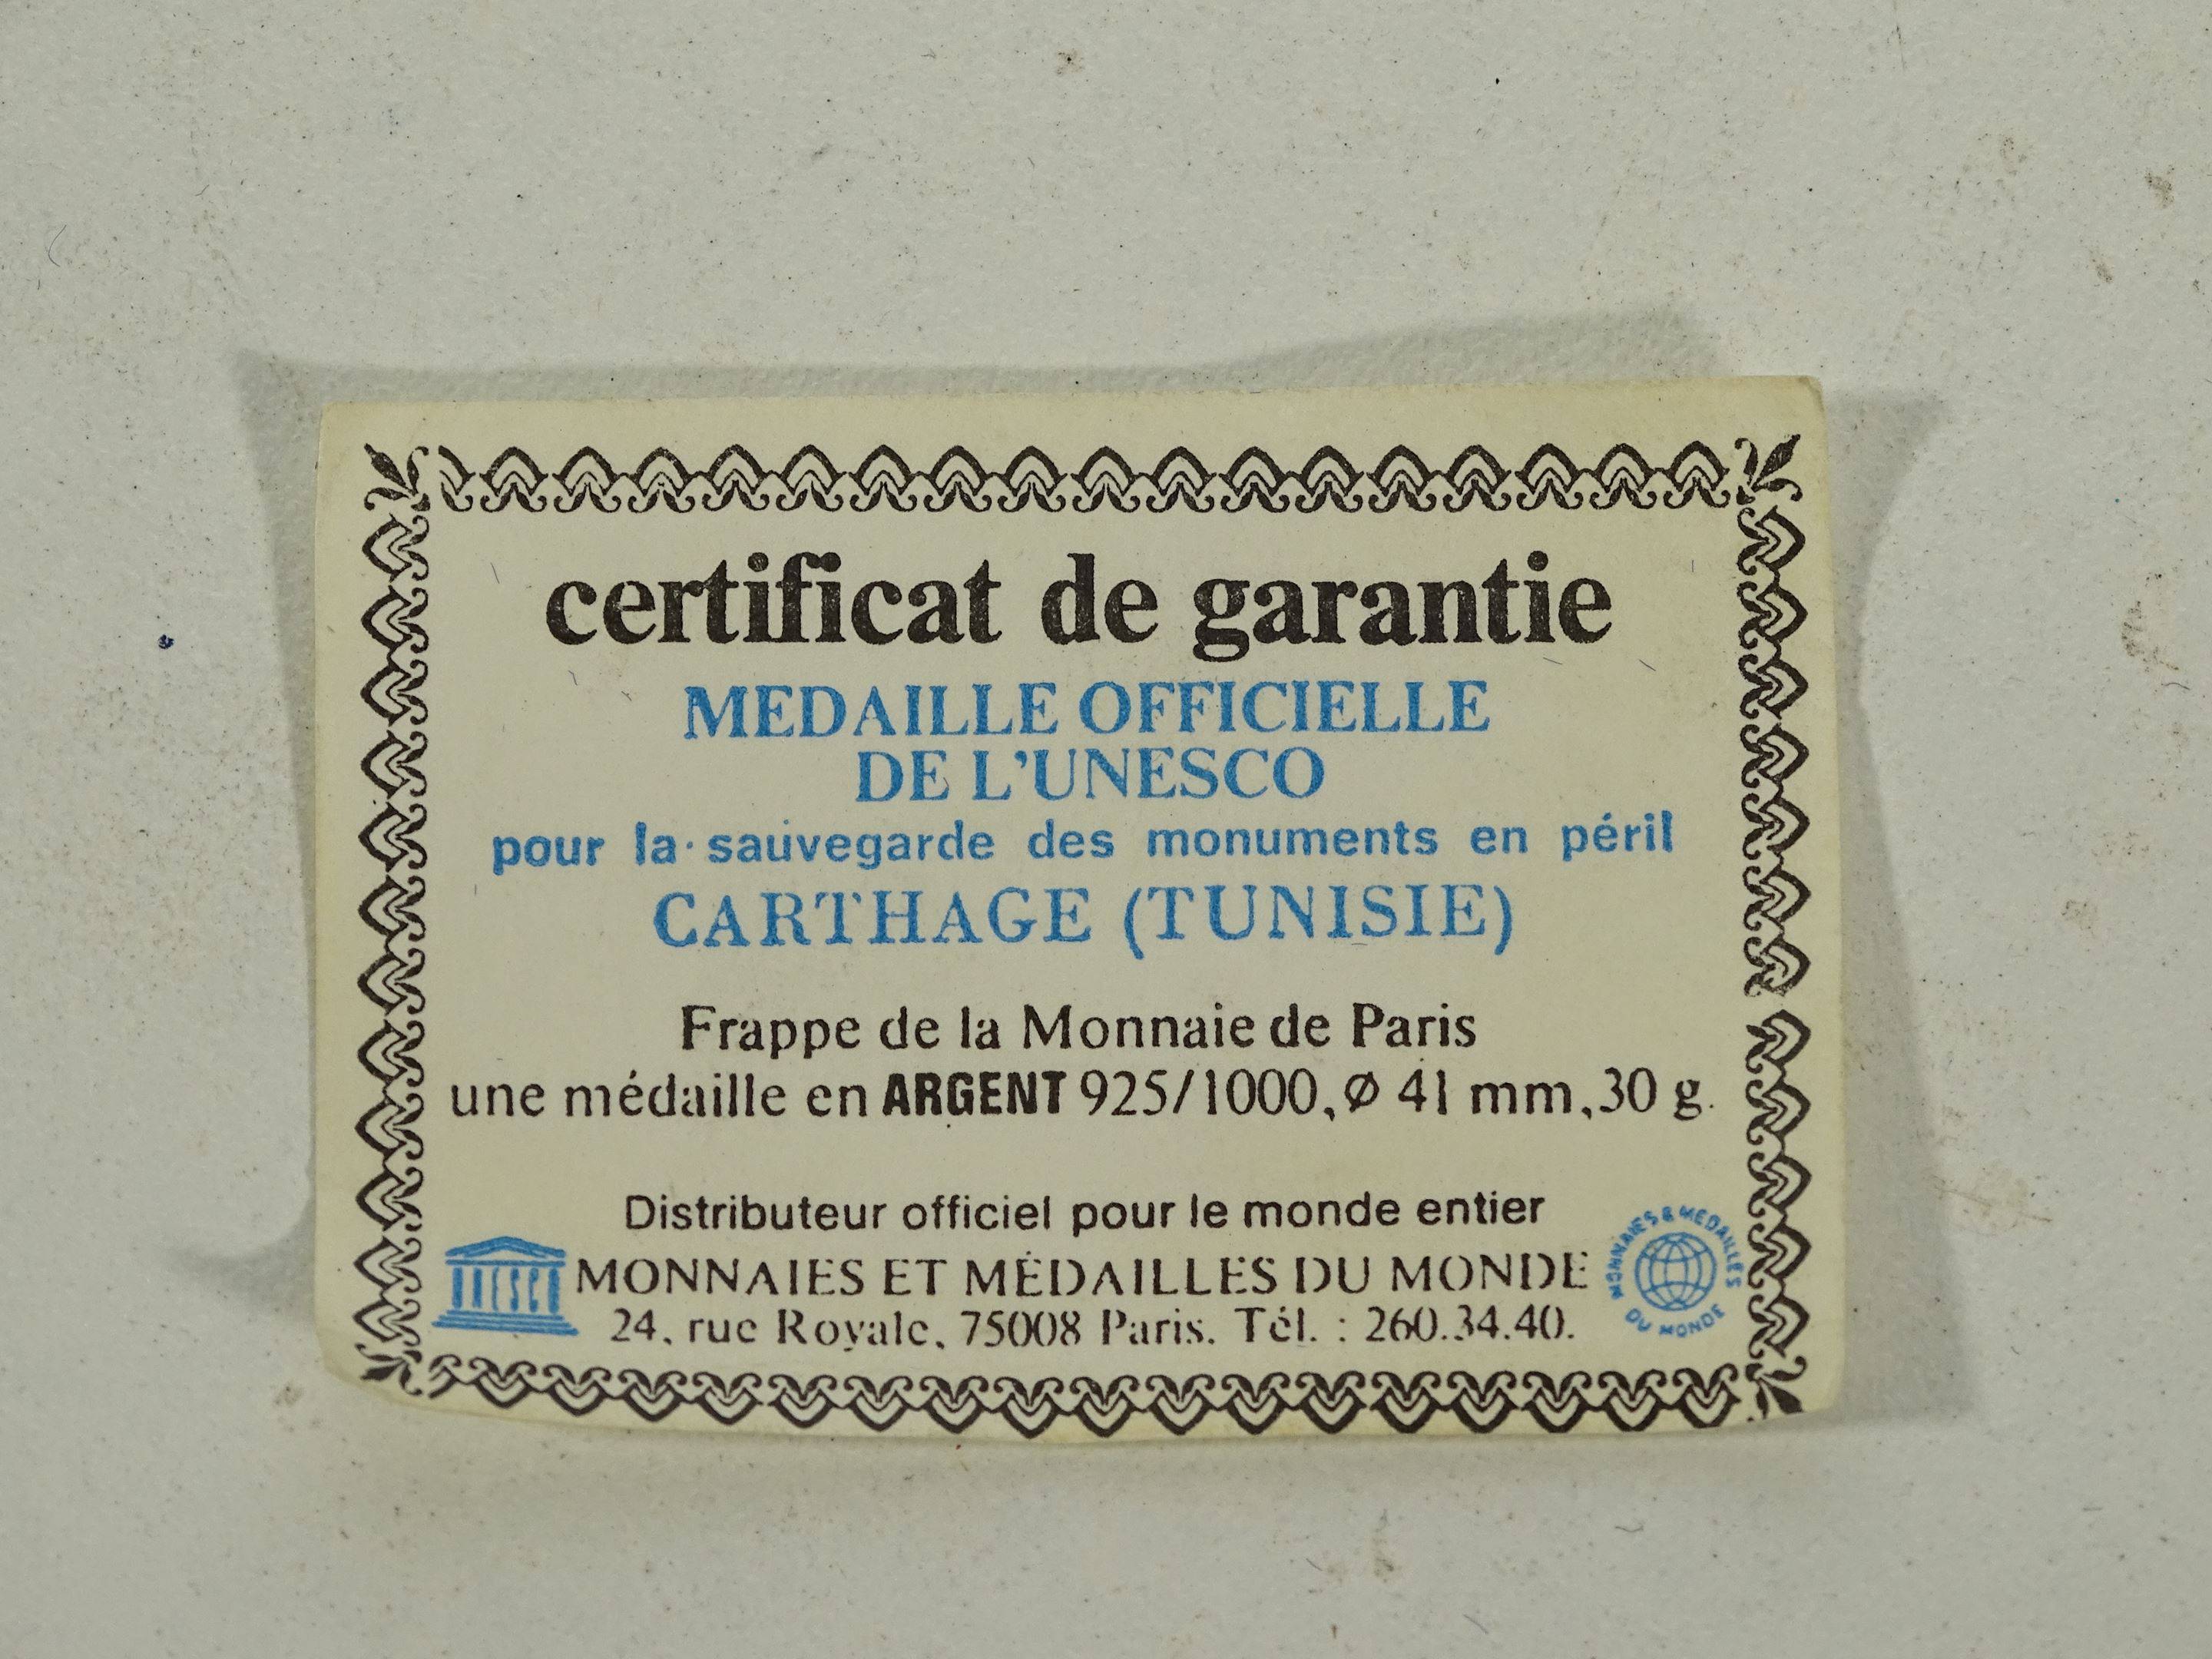 certificat de garantie
MEDAILLE OFFICIELLE
DE L'UNESCO
pour la sauvegarde des monuments en péril
CARTHAGE (TUNISIE)
Frappe de la Monnaie de Paris
une médaille en ARGENT 925/1000, Ø 41 mm, 30 g.
Distributeur officiel pour le monde entier
UNESCO
MONNAIES ET MÉDAILLES DU MONDE
24, rue Royale, 75008 Paris. Tél. : 260.34.40.
MONNAIES & MEDAILLES DU MONDE